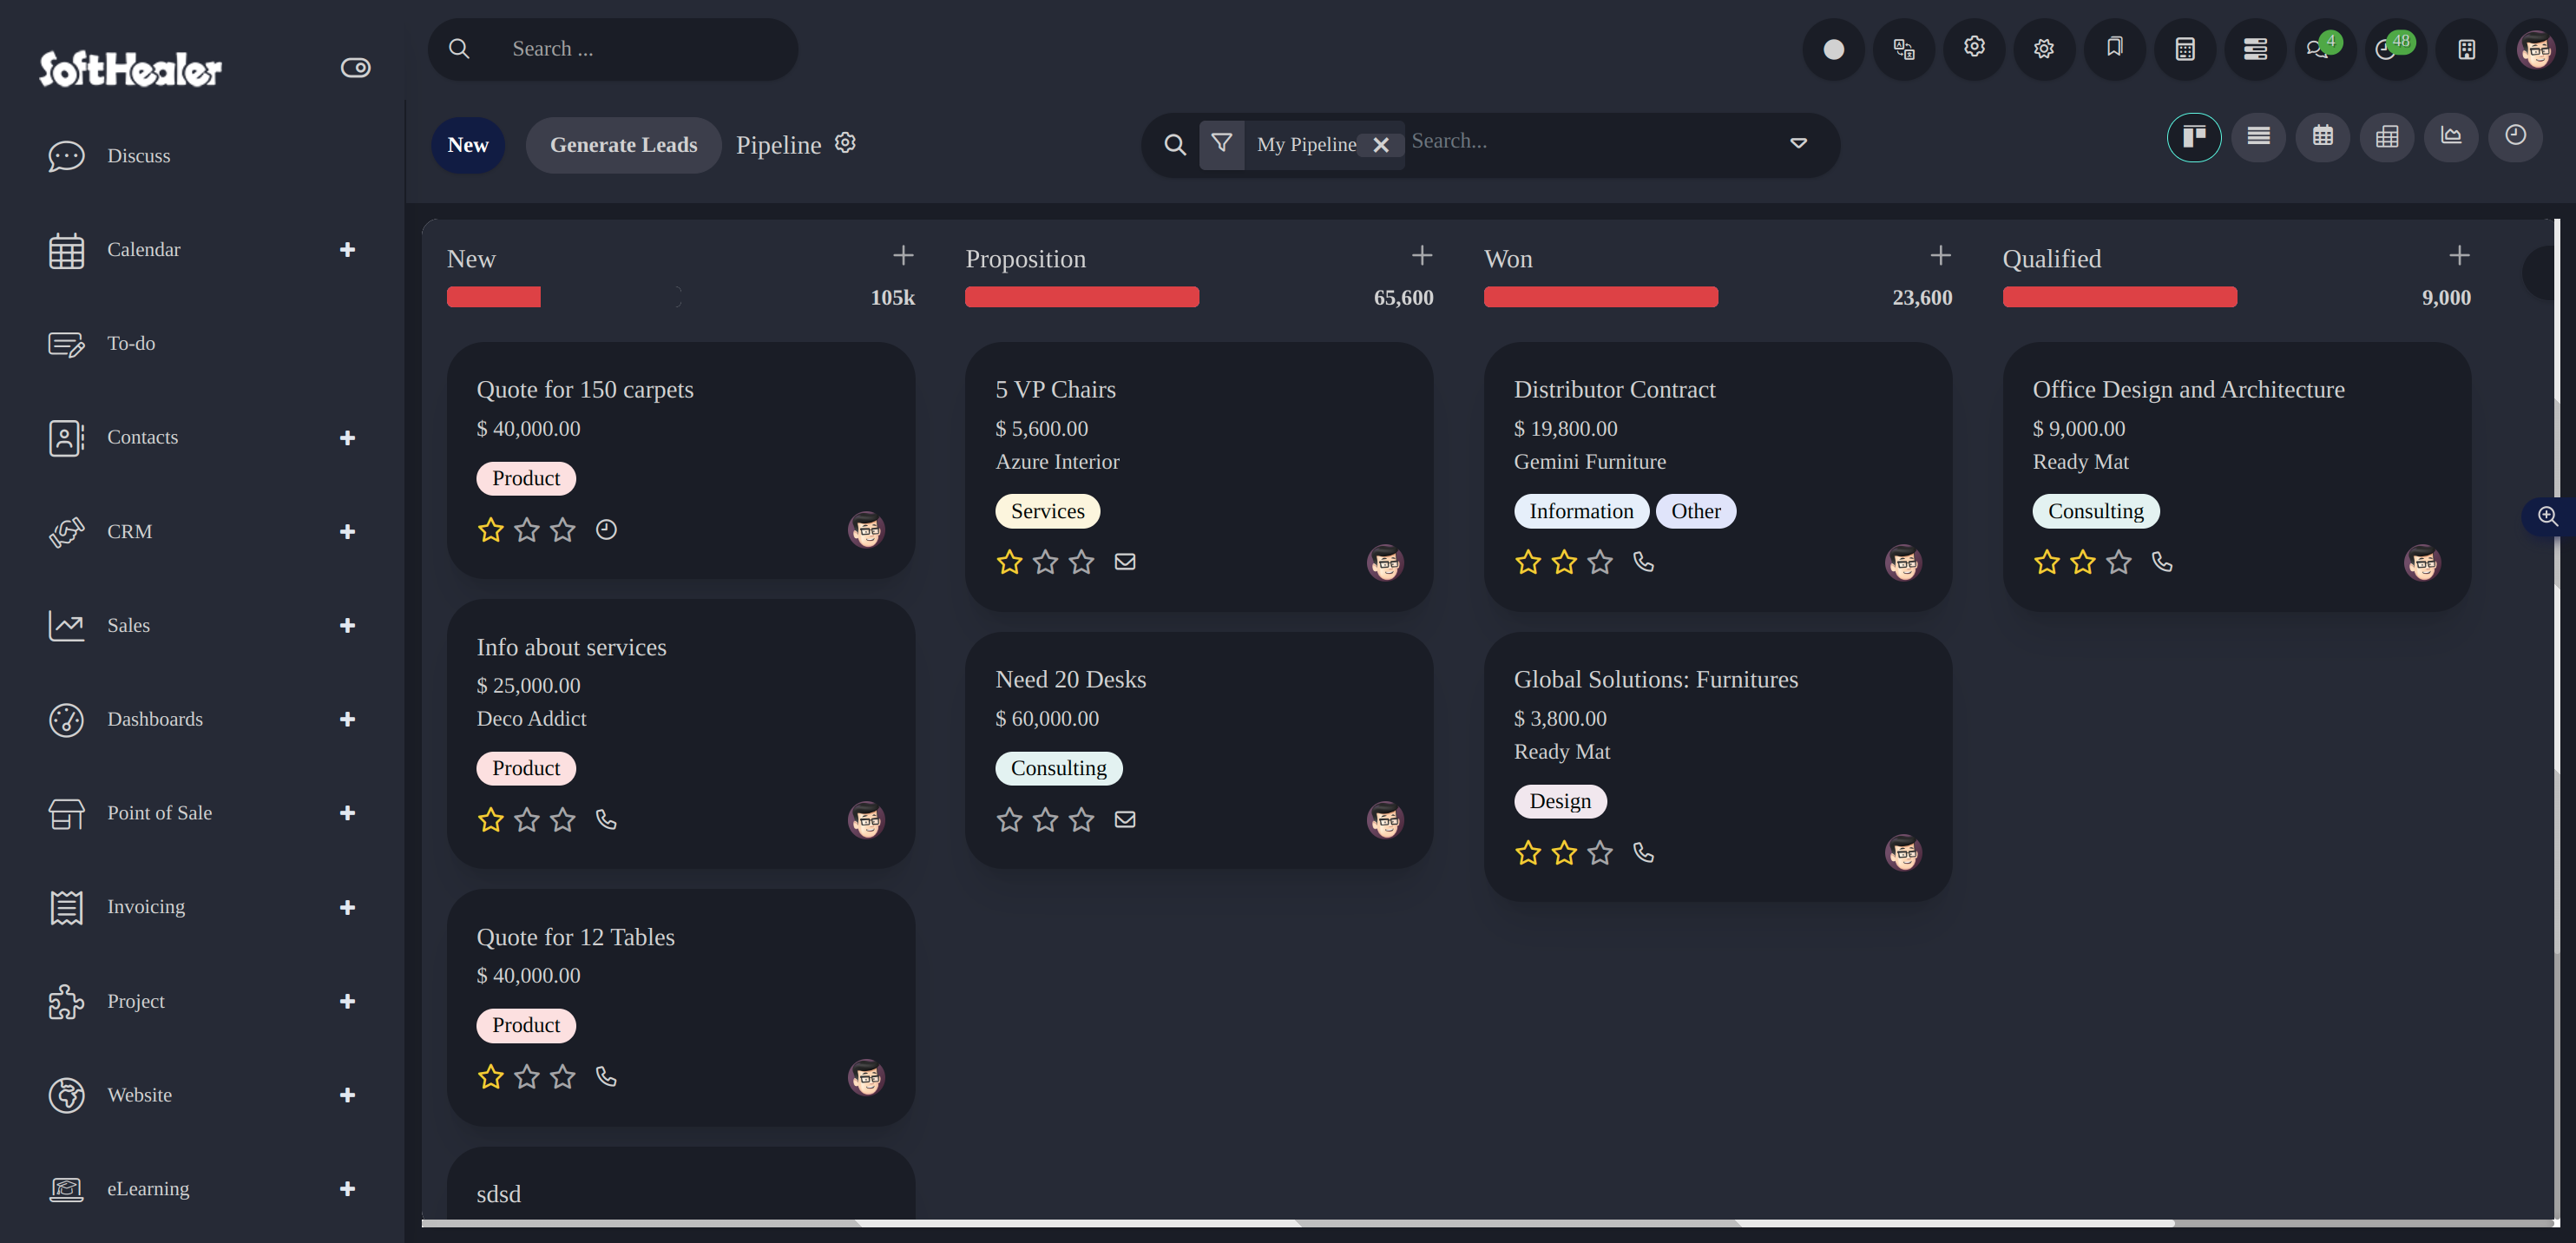 SoftHealer
Search ...
4
48
New
Generate Leads
Pipeline
My Pipeline
Search...
Discuss
Calendar
To-do
Contacts
CRM
Sales
Dashboards
Point of Sale
Invoicing
Project
Website
eLearning
New
105k
Quote for 150 carpets
$ 40,000.00
Product
Info about services
$ 25,000.00
Deco Addict
Product
Quote for 12 Tables
$ 40,000.00
Product
sdsd
Proposition
65,600
5 VP Chairs
$ 5,600.00
Azure Interior
Services
Need 20 Desks
$ 60,000.00
Consulting
Won
23,600
Distributor Contract
$ 19,800.00
Gemini Furniture
Information Other
Global Solutions: Furnitures
$ 3,800.00
Ready Mat
Design
Qualified
9,000
Office Design and Architecture
$ 9,000.00
Ready Mat
Consulting